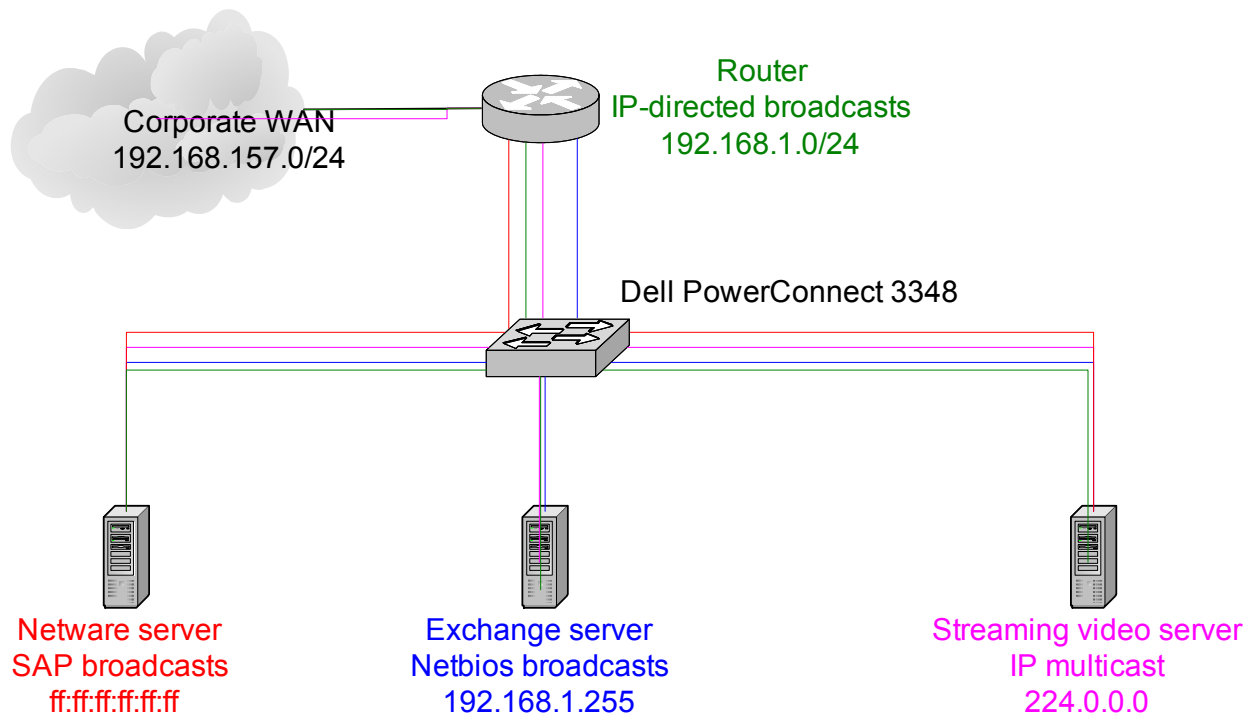 Router
IP-directed broadcasts
192.168.1.0/24
Corporate WAN
192.168.157.0/24
Dell PowerConnect 3348
Netware server
SAP broadcasts
ff:ff:ff:ff:ff:ff
Exchange server
Netbios broadcasts
192.168.1.255
Streaming video server
IP multicast
224.0.0.0